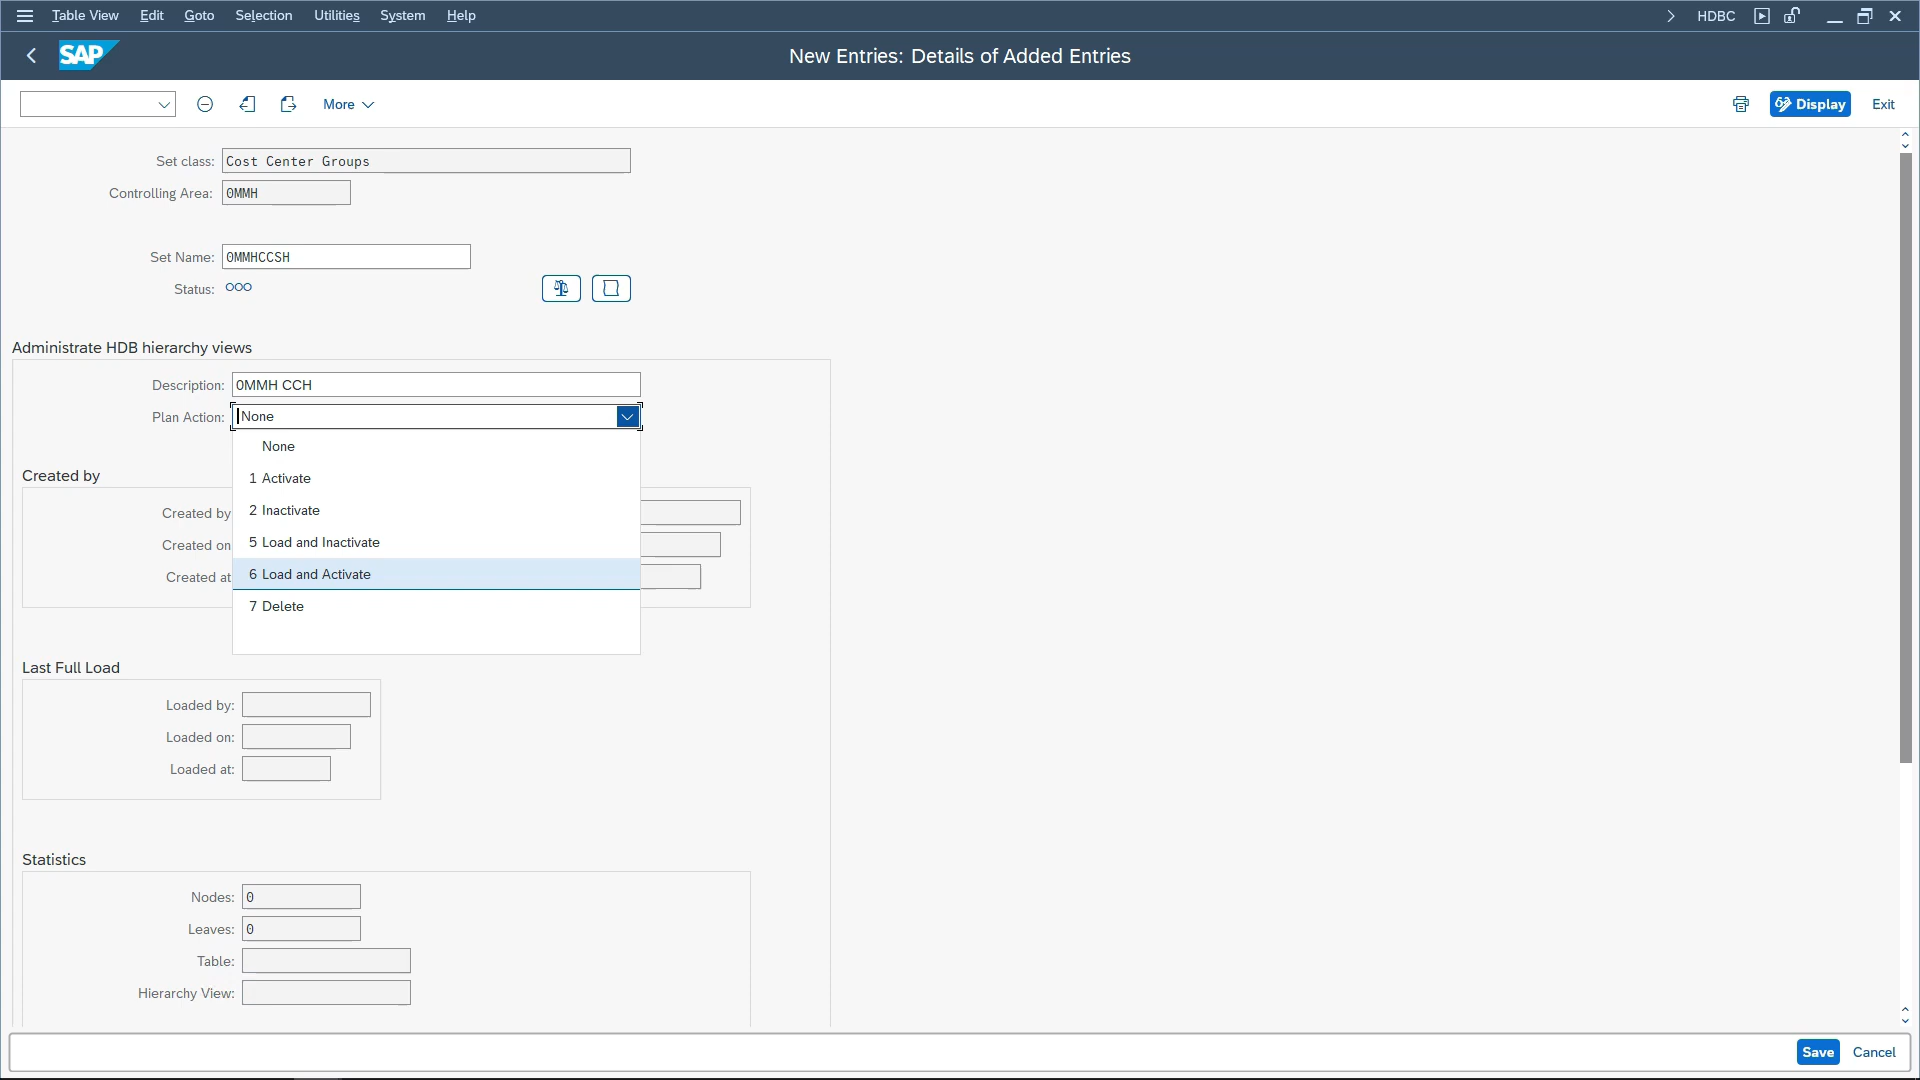 Table View Edit Goto Selection Utilities System Help HDBC
SAP New Entries: Details of Added Entries
More Display Exit
Set class: Cost Center Groups
Controlling Area: 0MMH
Set Name: 0MMHCCSH
Status:
Administrate HDB hierarchy views
Description: 0MMH CCH
Plan Action: None
None
1 Activate
2 Inactivate
5 Load and Inactivate
6 Load and Activate
7 Delete
Created by
Created by
Created on
Created at
Last Full Load
Loaded by:
Loaded on:
Loaded at:
Statistics
Nodes: 0
Leaves: 0
Table:
Hierarchy View:
Save Cancel